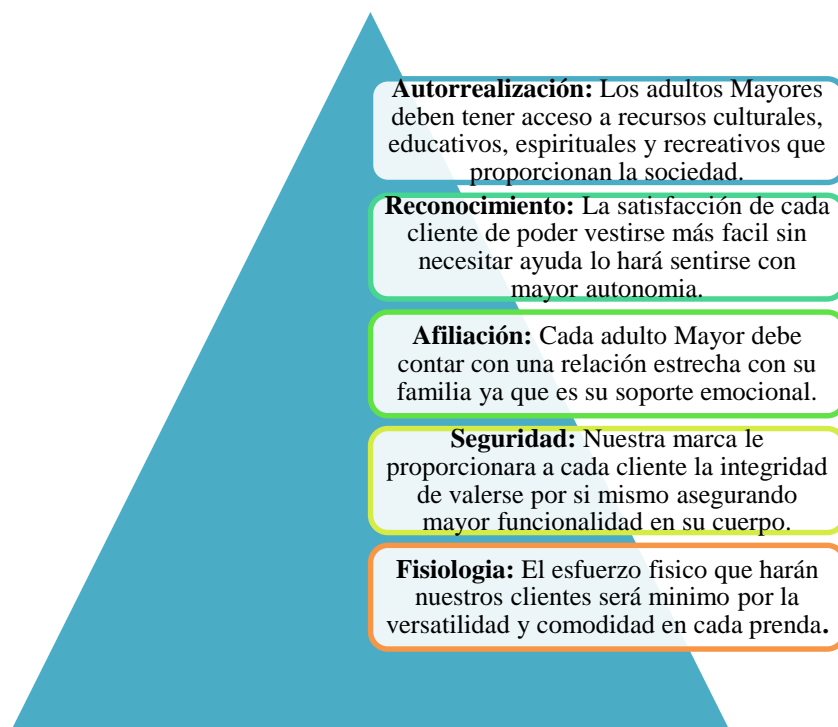 Autorrealización: Los adultos Mayores
deben tener acceso a recursos culturales,
educativos, espirituales y recreativos que
proporcionan la sociedad.
Reconocimiento: La satisfacción de cada
cliente de poder vestirse más facil sin
necesitar ayuda lo hará sentirse con
mayor autonomia.
Afiliación: Cada adulto Mayor debe
contar con una relación estrecha con su
familia ya que es su soporte emocional.
Seguridad: Nuestra marca le
proporcionara a cada cliente la integridad
de valerse por si mismo asegurando
mayor funcionalidad en su cuerpo.
Fisiologia: El esfuerzo fisico que harán
nuestros clientes será minimo por la
versatilidad y comodidad en cada prenda.